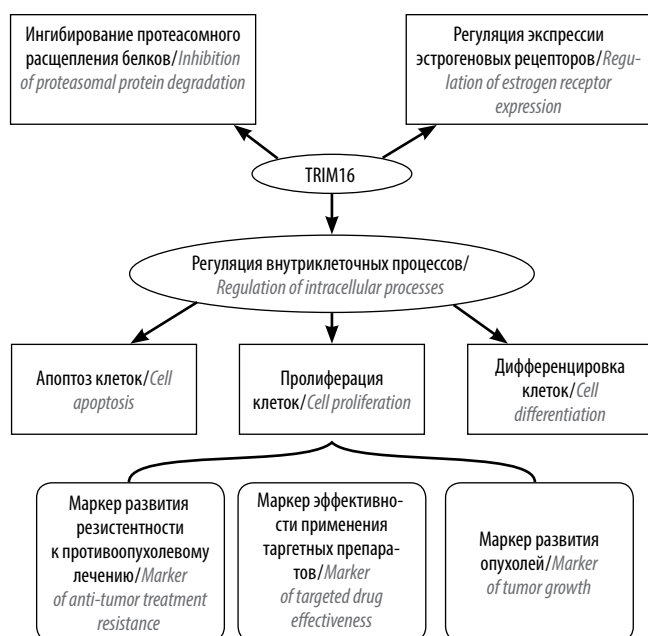 Ингибирование протеасомного
расщепления белков/Inhibition
of proteasomal protein degradation
Регуляция экспрессии
эстрогеновых рецепторов/Regu-
lation of estrogen receptor
expression
TRIM16
Регуляция внутриклеточных процессов/
Regulation of intracellular processes
Апоптоз клеток/Cell
apoptosis
Пролиферация
клеток/Cell proliferation
Дифференцировка
клеток/Cell
differentiation
Маркер развития
резистентности
к противоопухолевому
лечению/Marker
of anti-tumor treatment
resistance
Маркер эффективно-
сти применения
таргетных препара-
тов/Marker
of targeted drug
effectiveness
Маркер развития
опухолей/Marker
of tumor growth